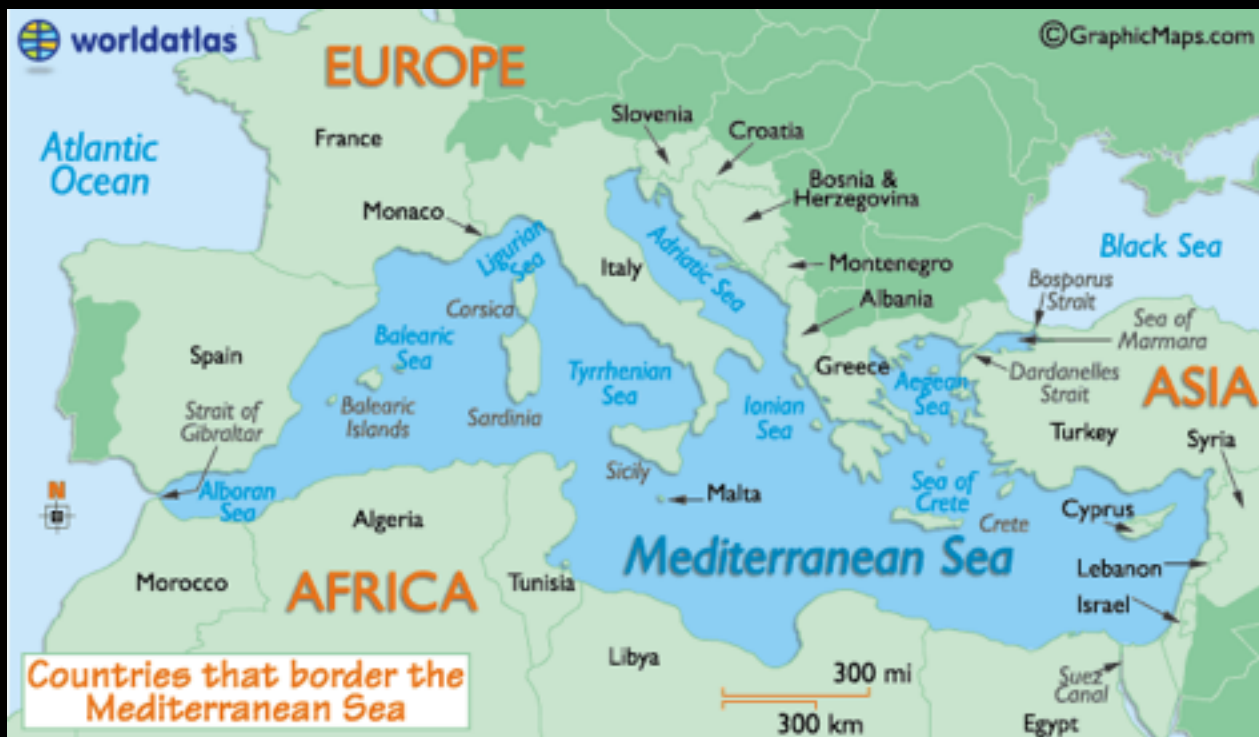 worldatlas
©GraphicMaps.com
EUROPE
Atlantic
Ocean
France
Slovenia
Croatia
Bosnia &
Herzegovina
Monaco
Ligurian
Sea
Italy
Adriatic Sea
Montenegro
Albania
Black Sea
Bosporus
Strait
Sea of
Marmara
Corsica
Balearic
Sea
Spain
Tyrrhenian
Sea
Greece
Aegean
Sea
Dardanelles
Strait
ASIA
Strait of
Gibraltar
Balearic
Islands
Sardinia
Ionian
Sea
Turkey
Syria
Sicily
N
Alboran
Sea
Malta
Sea of
Crete
Crete
Cyprus
Algeria
Mediterranean Sea
Morocco
AFRICA
Tunisia
Lebanon
Israel
Libya
300 mi
300 km
Suez
Canal
Egypt
Countries that border the
Mediterranean Sea